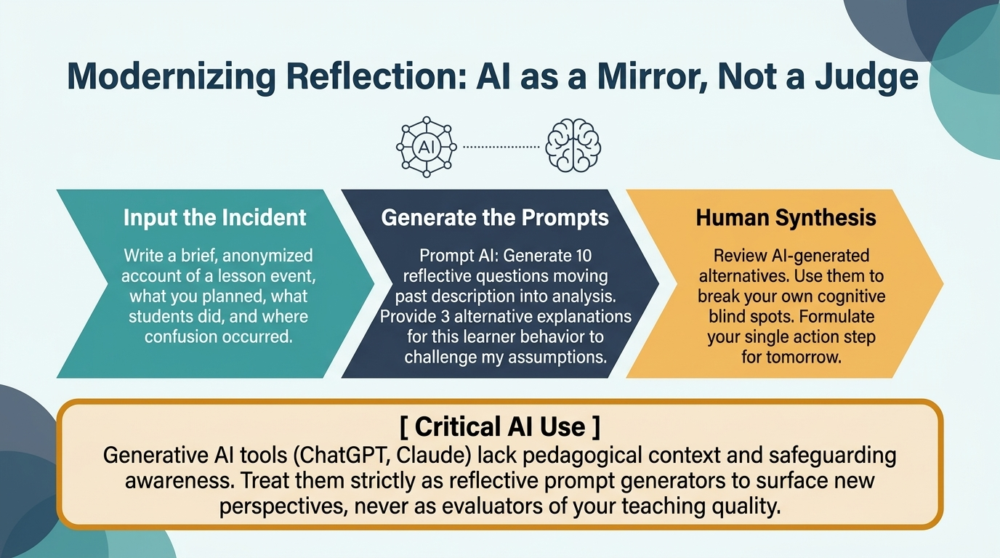 Modernizing Reflection: AI as a Mirror, Not a Judge
AI
Input the Incident
Write a brief, anonymized
account of a lesson event,
what you planned, what
students did, and where
confusion occurred.
Generate the Prompts
Prompt AI: Generate 10
reflective questions moving
past description into analysis.
Provide 3 alternative explanations
for this learner behavior to
challenge my assumptions.
Human Synthesis
Review AI-generated
alternatives. Use them to
break your own cognitive
blind spots. Formulate
your single action step
for tomorrow.
[ Critical AI Use ]
Generative AI tools (ChatGPT, Claude) lack pedagogical context and safeguarding
awareness. Treat them strictly as reflective prompt generators to surface new
perspectives, never as evaluators of your teaching quality.